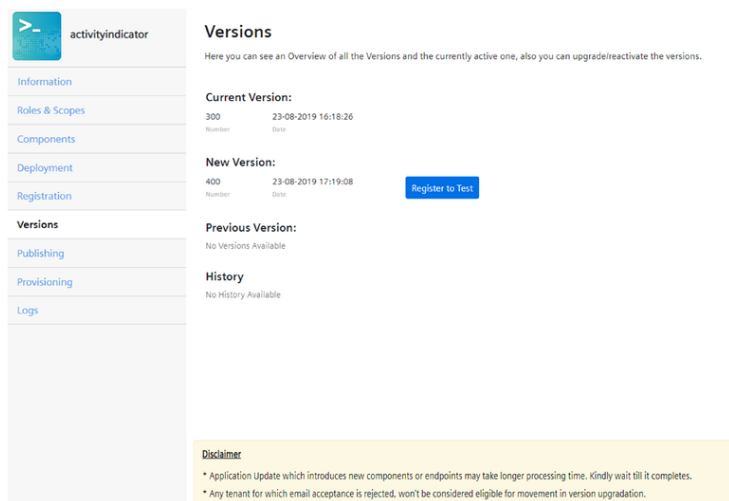 >_
activityindicator
Information
Roles & Scopes
Components
Deployment
Registration
Versions
Publishing
Provisioning
Logs
Versions
Here you can see an Overview of all the Versions and the currently active one, also you can upgrade/reactivate the versions.
Current Version:
300 23-08-2019 16:18:26
Number Date
New Version:
400 23-08-2019 17:19:08 Register to Test
Number Date
Previous Version:
No Versions Available
History
No History Available
Disclaimer
* Application Update which introduces new components or endpoints may take longer processing time. Kindly wait till it completes.
* Any tenant for which email acceptance is rejected, won't be considered eligible for movement in version upgradation.